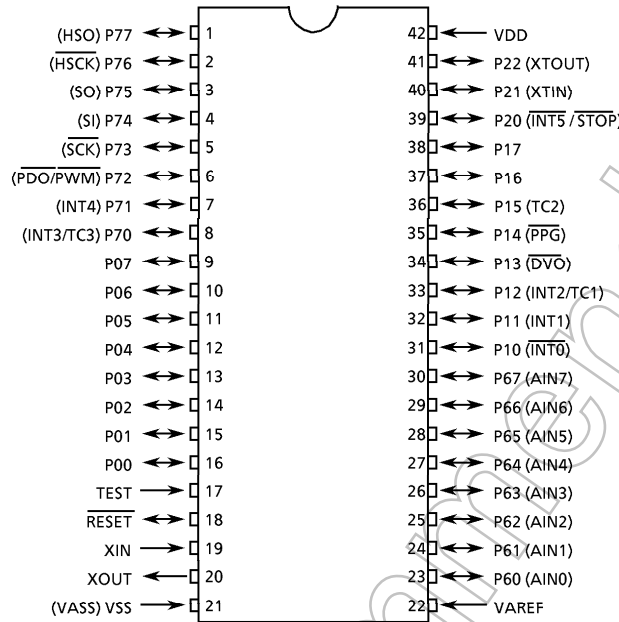 (HSO) P77 1 42 VDD
(HSCK) P76 2 41 P22 (XTOUT)
(SO) P75 3 40 P21 (XTIN)
(SI) P74 4 39 P20 (INT5 / STOP)
(SCK) P73 5 38 P17
(PDO/PWM) P72 6 37 P16
(INT4) P71 7 36 P15 (TC2)
(INT3/TC3) P70 8 35 P14 (PPG)
P07 9 34 P13 (DVO)
P06 10 33 P12 (INT2/TC1)
P05 11 32 P11 (INT1)
P04 12 31 P10 (INT0)
P03 13 30 P67 (AIN7)
P02 14 29 P66 (AIN6)
P01 15 28 P65 (AIN5)
P00 16 27 P64 (AIN4)
TEST 17 26 P63 (AIN3)
RESET 18 25 P62 (AIN2)
XIN 19 24 P61 (AIN1)
XOUT 20 23 P60 (AIN0)
(VASS) VSS 21 22 VAREF